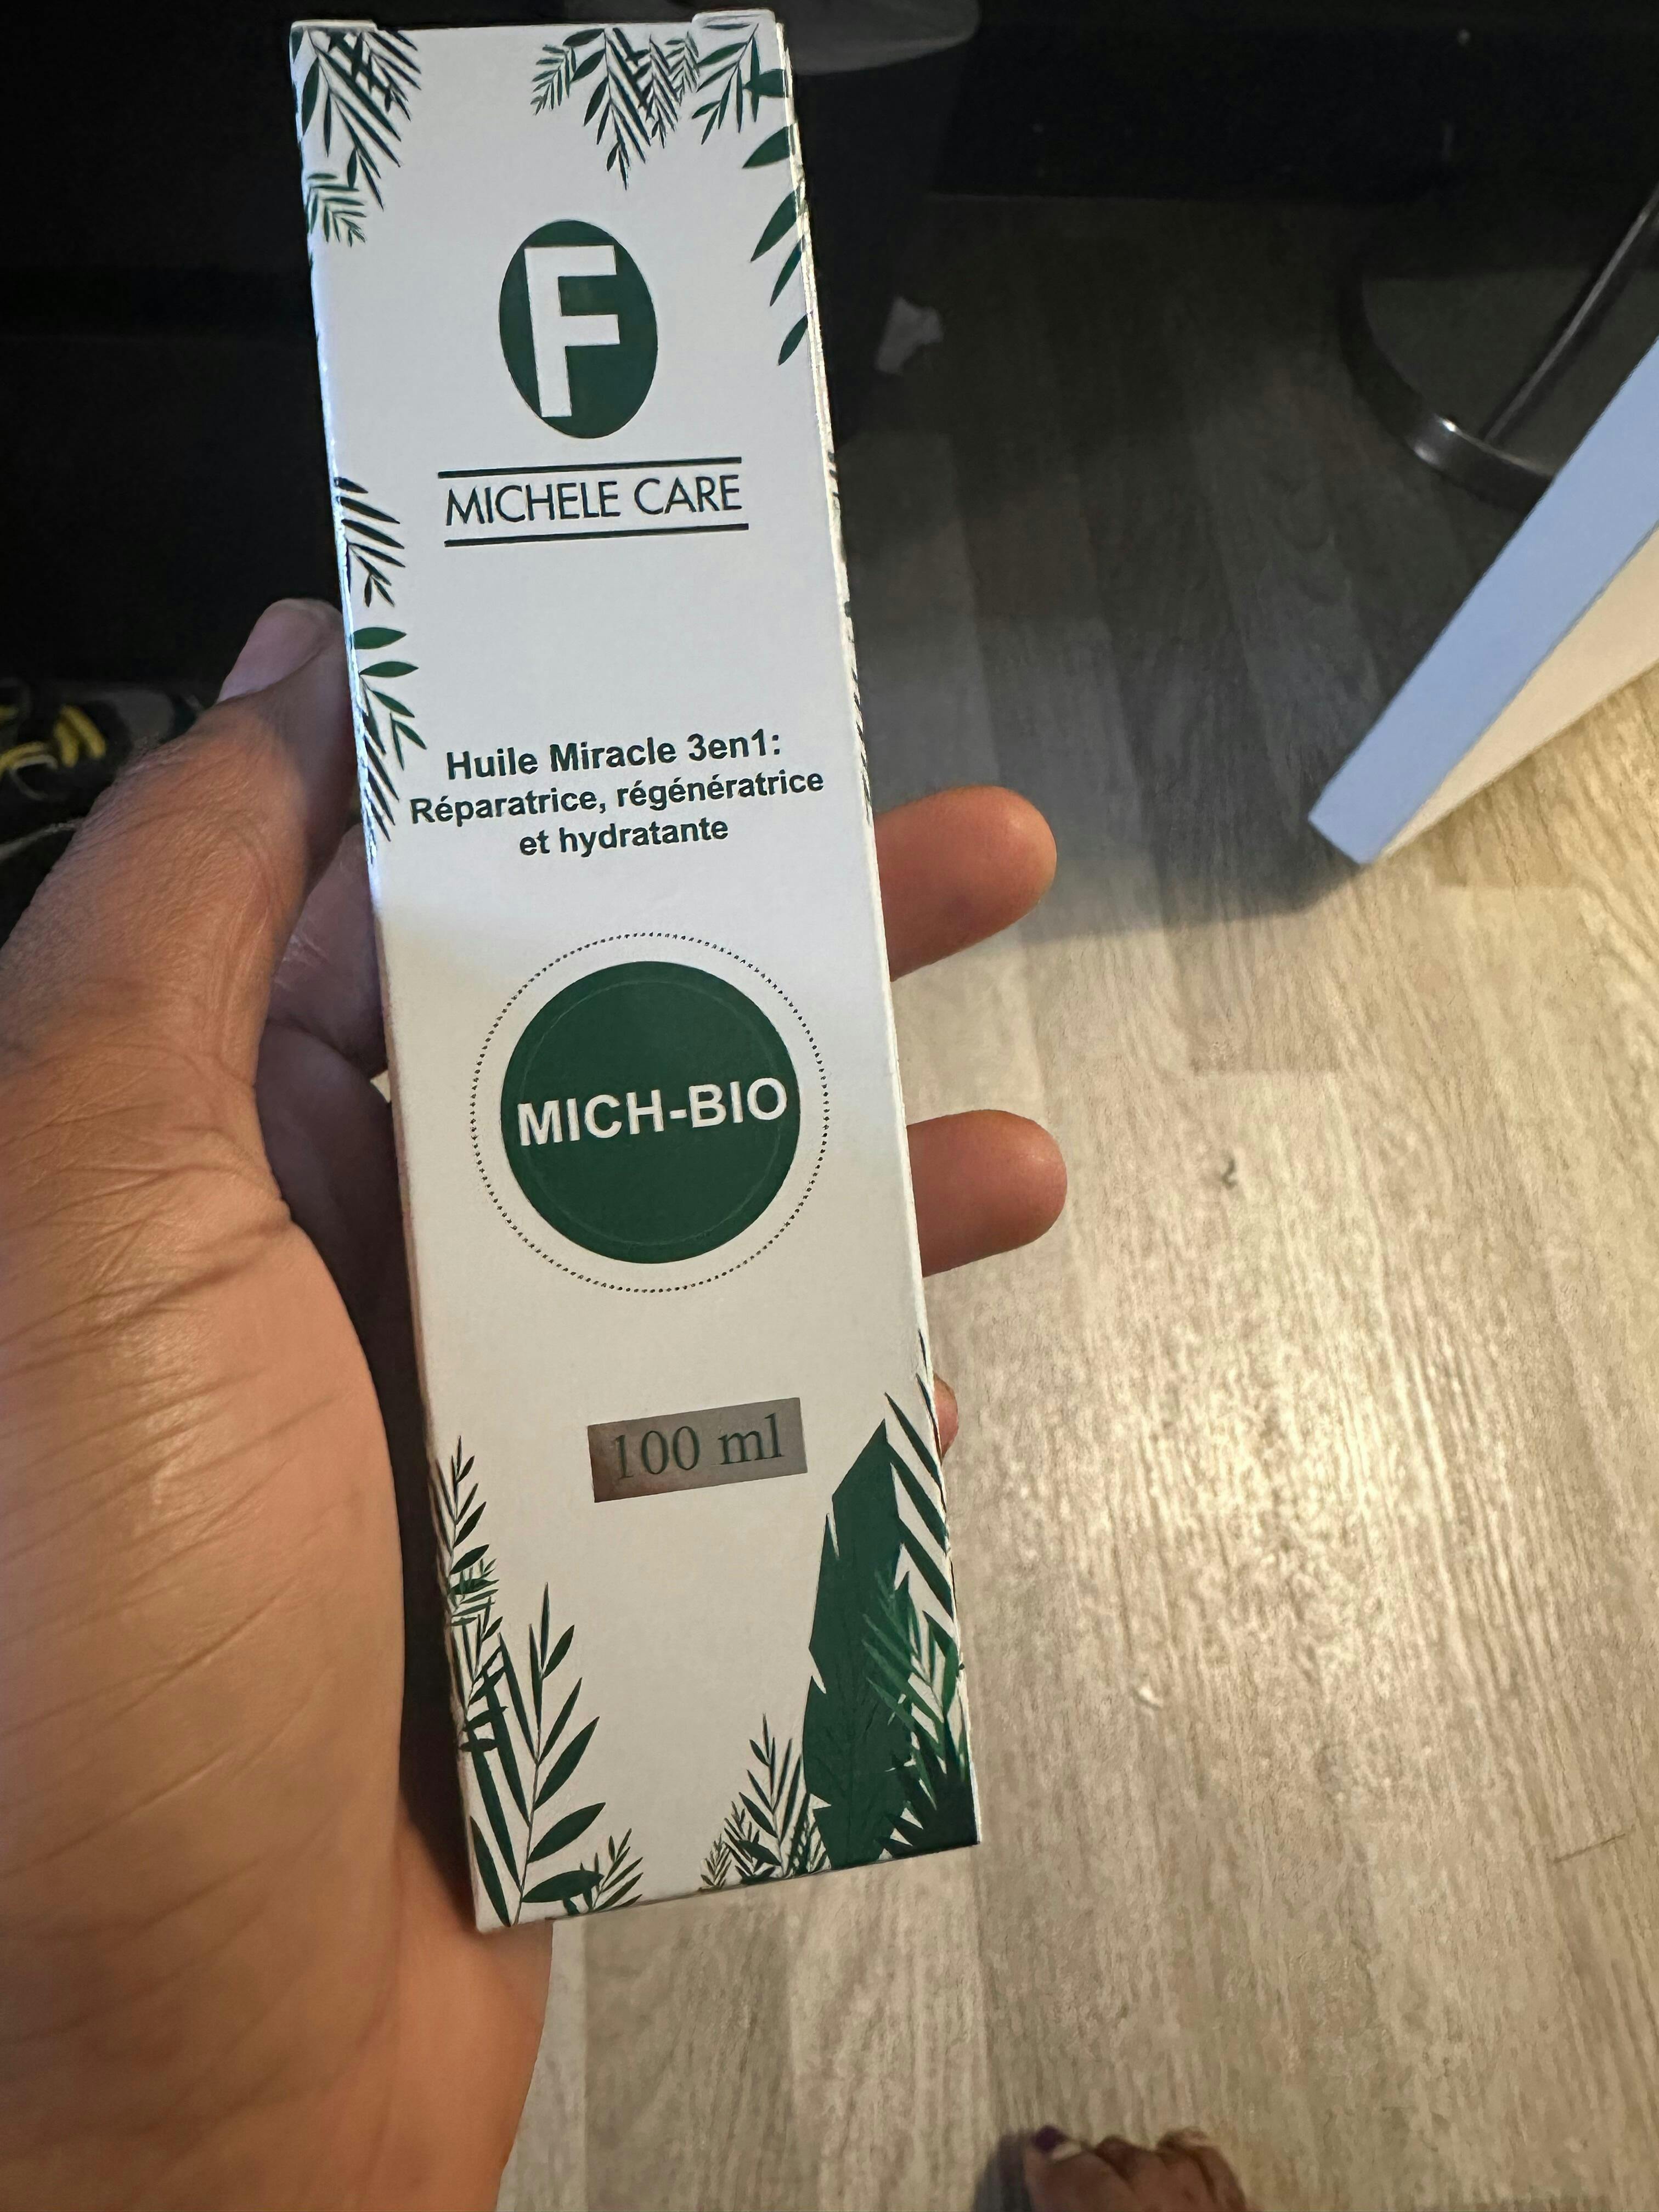 F
MICHELE CARE
Huile Miracle 3en1:
Réparatrice, régénératrice
et hydratante
MICH-BIO
100 ml